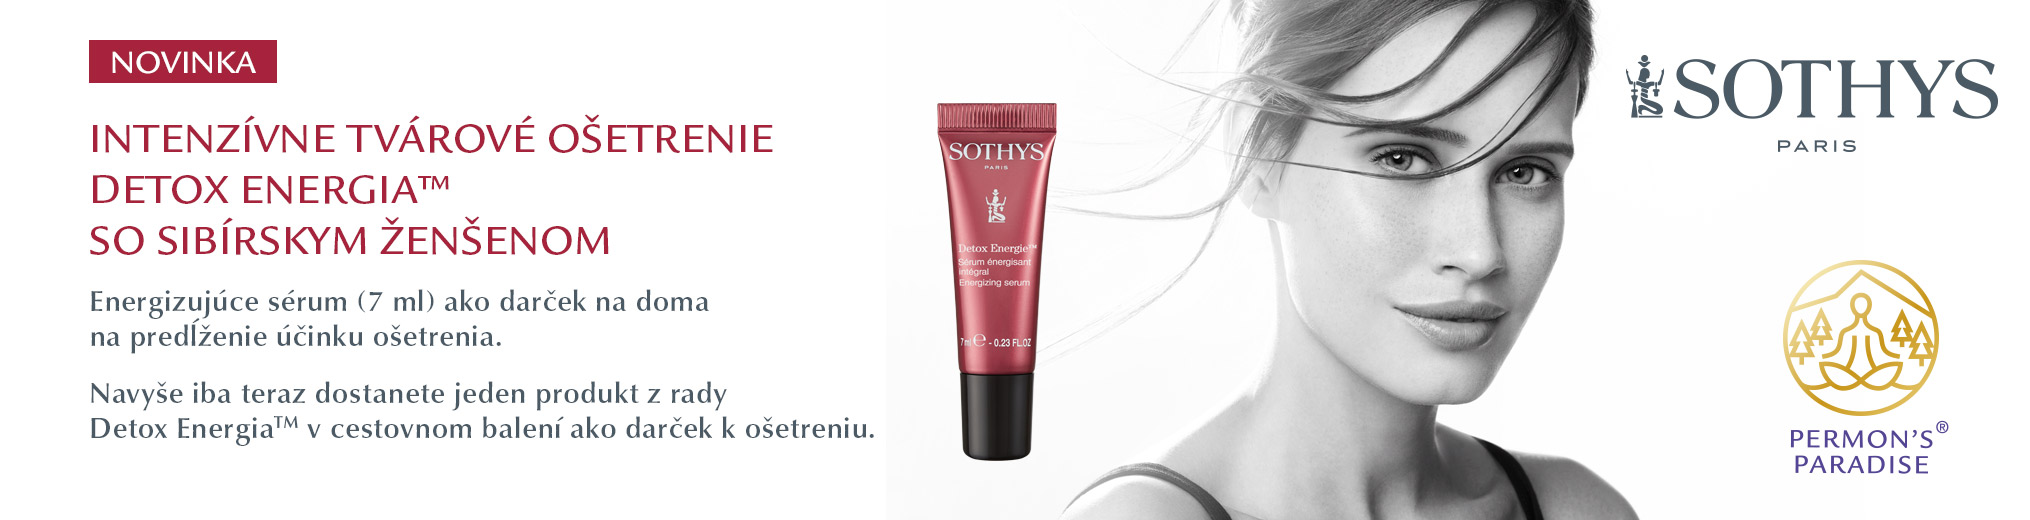 NOVINKA
INTENZÍVNE TVÁROVÉ OŠETRENIE
DETOX ENERGIA™
SO SIBÍRSKYM ŽENŠENOM
Energizujúce sérum (7 ml) ako darček na doma
na predĺženie účinku ošetrenia.
Navyše iba teraz dostanete jeden produkt z rady
Detox Energia™ v cestovnom balení ako darček k ošetreniu.
SOTHYS
PARIS
Detox Energie™
Sérum énergisant
intégral
Energizing serum
7 ml ℮ - 0.23 FL.OZ
SOTHYS
PARIS
PERMON'S®
PARADISE